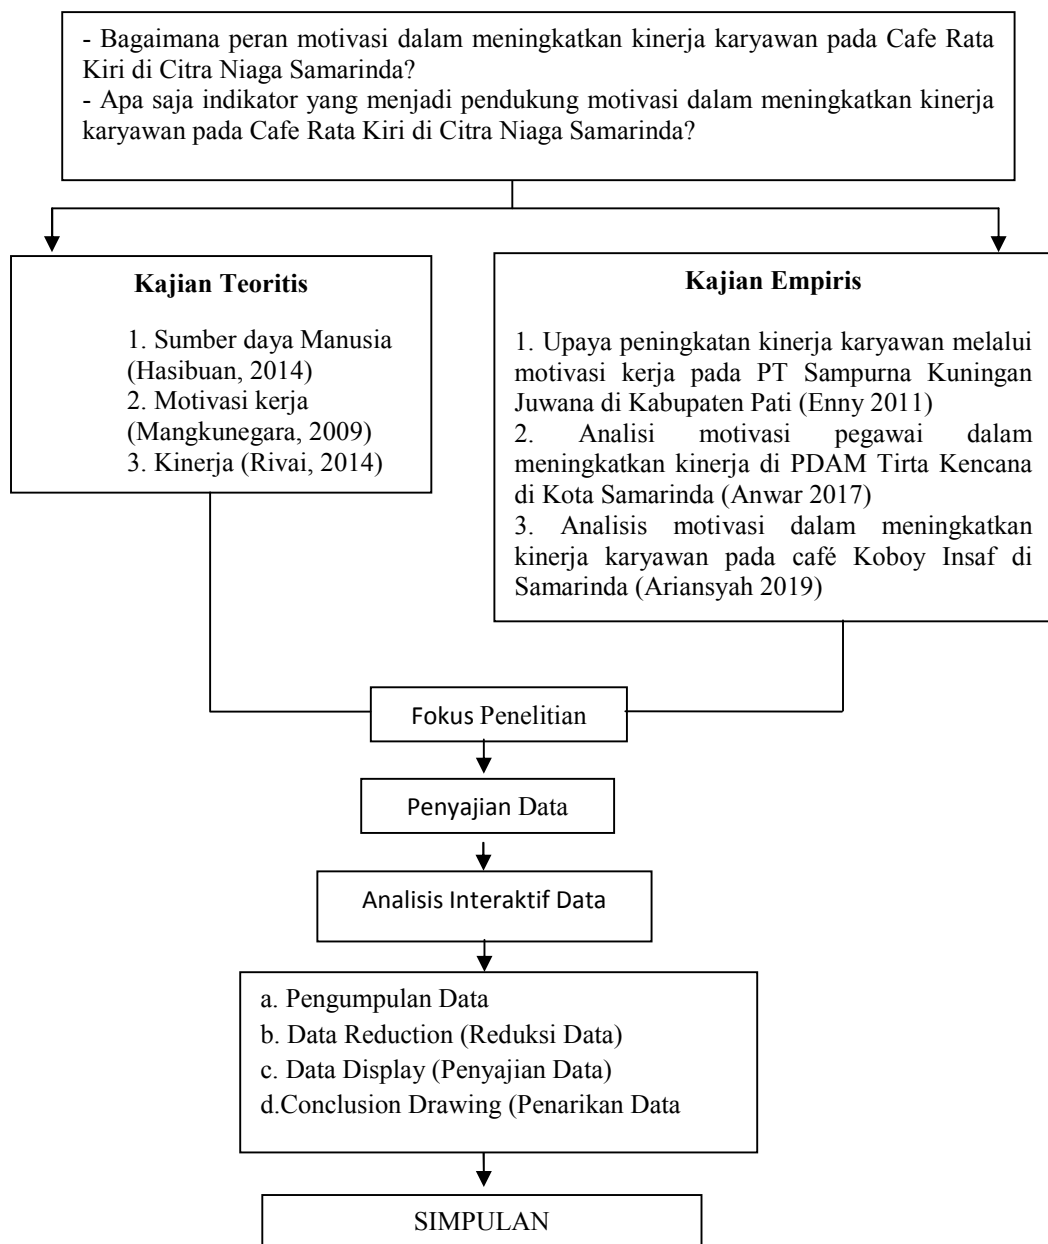 - Bagaimana peran motivasi dalam meningkatkan kinerja karyawan pada Cafe Rata
Kiri di Citra Niaga Samarinda?
- Apa saja indikator yang menjadi pendukung motivasi dalam meningkatkan kinerja
karyawan pada Cafe Rata Kiri di Citra Niaga Samarinda?
Kajian Teoritis
1. Sumber daya Manusia
(Hasibuan, 2014)
2. Motivasi kerja
(Mangkunegara, 2009)
3. Kinerja (Rivai, 2014)
Kajian Empiris
1. Upaya peningkatan kinerja karyawan melalui
motivasi kerja pada PT Sampurna Kuningan
Juwana di Kabupaten Pati (Enny 2011)
2. Analisi motivasi pegawai dalam
meningkatkan kinerja di PDAM Tirta Kencana
di Kota Samarinda (Anwar 2017)
3. Analisis motivasi dalam meningkatkan
kinerja karyawan pada café Koboy Insaf di
Samarinda (Ariansyah 2019)
Fokus Penelitian
Penyajian Data
Analisis Interaktif Data
a. Pengumpulan Data
b. Data Reduction (Reduksi Data)
c. Data Display (Penyajian Data)
d.Conclusion Drawing (Penarikan Data
SIMPULAN